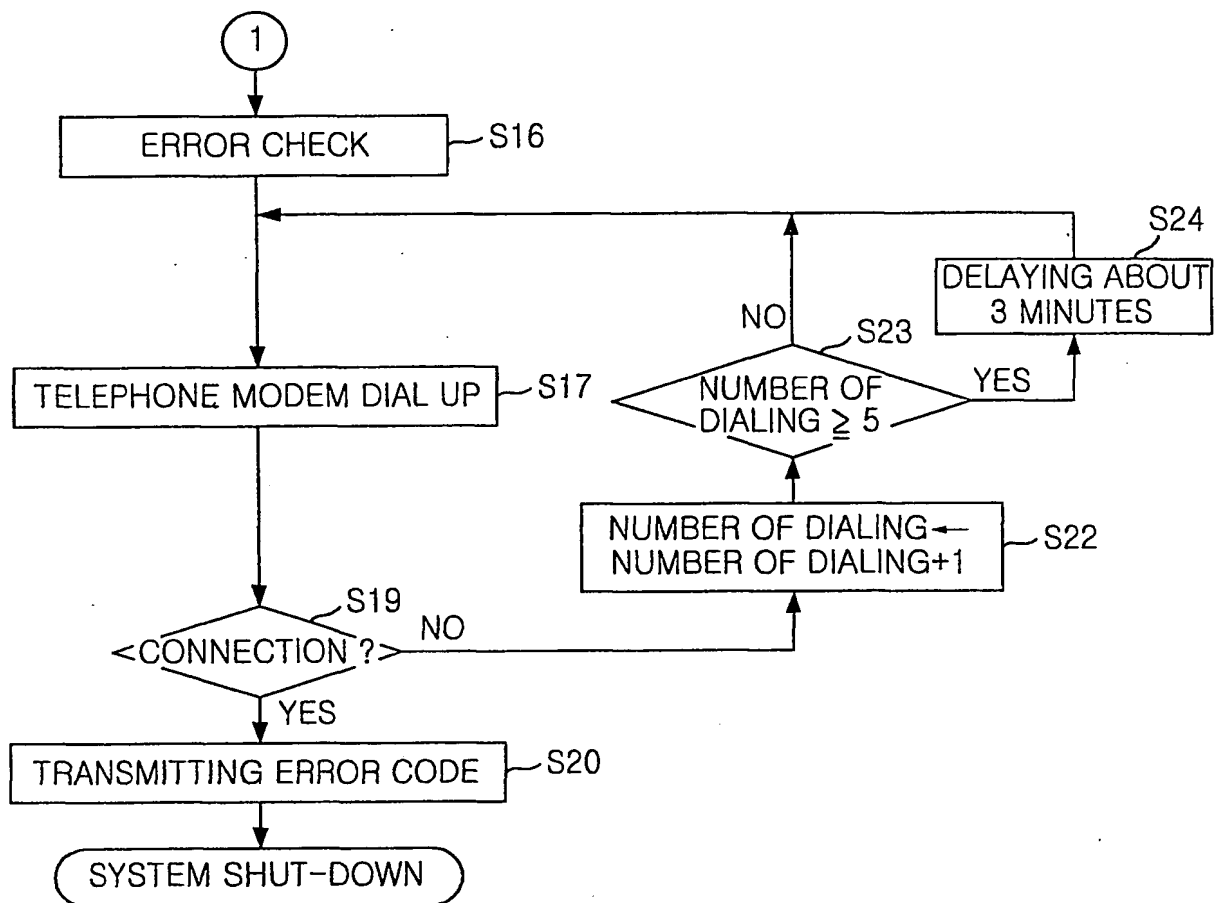 1
ERROR CHECK
S16
S24
DELAYING ABOUT
3 MINUTES
NO
S23
YES
NUMBER OF
DIALING ≧ 5
TELEPHONE MODEM DIAL UP
S17
NUMBER OF DIALING←
NUMBER OF DIALING+1
S22
S19
NO
CONNECTION ?
YES
TRANSMITTING ERROR CODE
S20
SYSTEM SHUT-DOWN